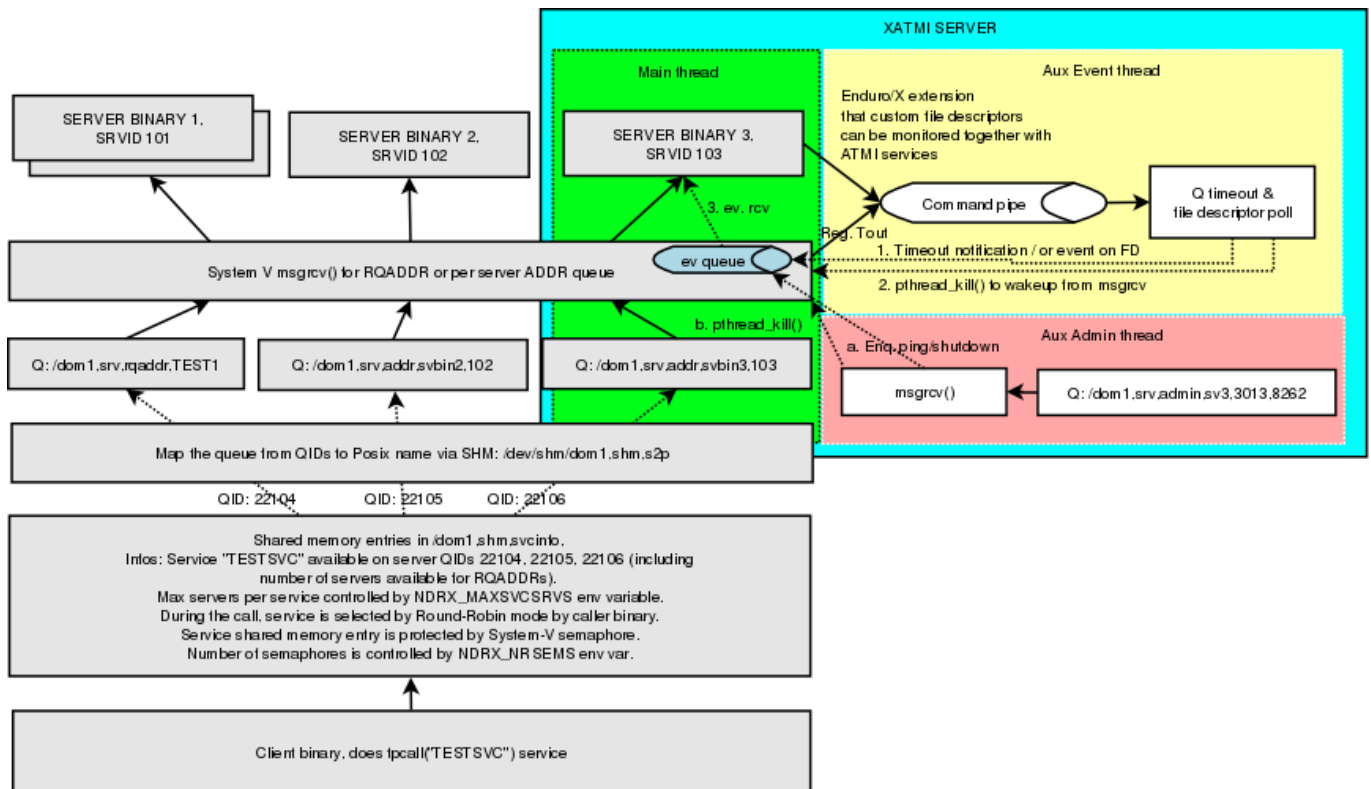 XATMI SERVER
Main thread
Aux Event thread
SERVER BINARY 1,
SRVID 101
SERVER BINARY 2,
SRVID 102
SERVER BINARY 3,
SRVID 103
Enduro/X extension
that custom file descriptors
can be monitored together with
ATMI services
Command pipe
Q timeout &
file descriptor poll
3. ev. rcv
Reg. Tout
System V msgrcv() for RQADDR or per server ADDR queue
ev queue
1. Timeout notification / or event on FD
2. pthread_kill() to wakeup from msgrcv
b. pthread_kill()
Aux Admin thread
a. Enq. ping/shutdown
Q: /dom1,srv,rqaddr,TEST1
Q: /dom1,srv,addr,svbin2,102
Q: /dom1,srv,addr,svbin3,103
msgrcv()
Q: /dom1,srv,admin,sv3,3013,8262
Map the queue from QIDs to Posix name via SHM: /dev/shm/dom1,shm,s2p
QID: 22104
QID: 22105
QID: 22106
Shared memory entries in /dom1,shm,svcinfo,
Infos: Service "TESTSVC" available on server QIDs 22104, 22105, 22106 (including
number of servers available for RQADDRs).
Max servers per service controlled by NDRX_MAXSVCSRVS env variable.
During the call, service is selected by Round-Robin mode by caller binary.
Service shared memory entry is protected by System-V semaphore.
Number of semaphores is controlled by NDRX_NRSEMS env var.
Client binary, does tpcall("TESTSVC") service